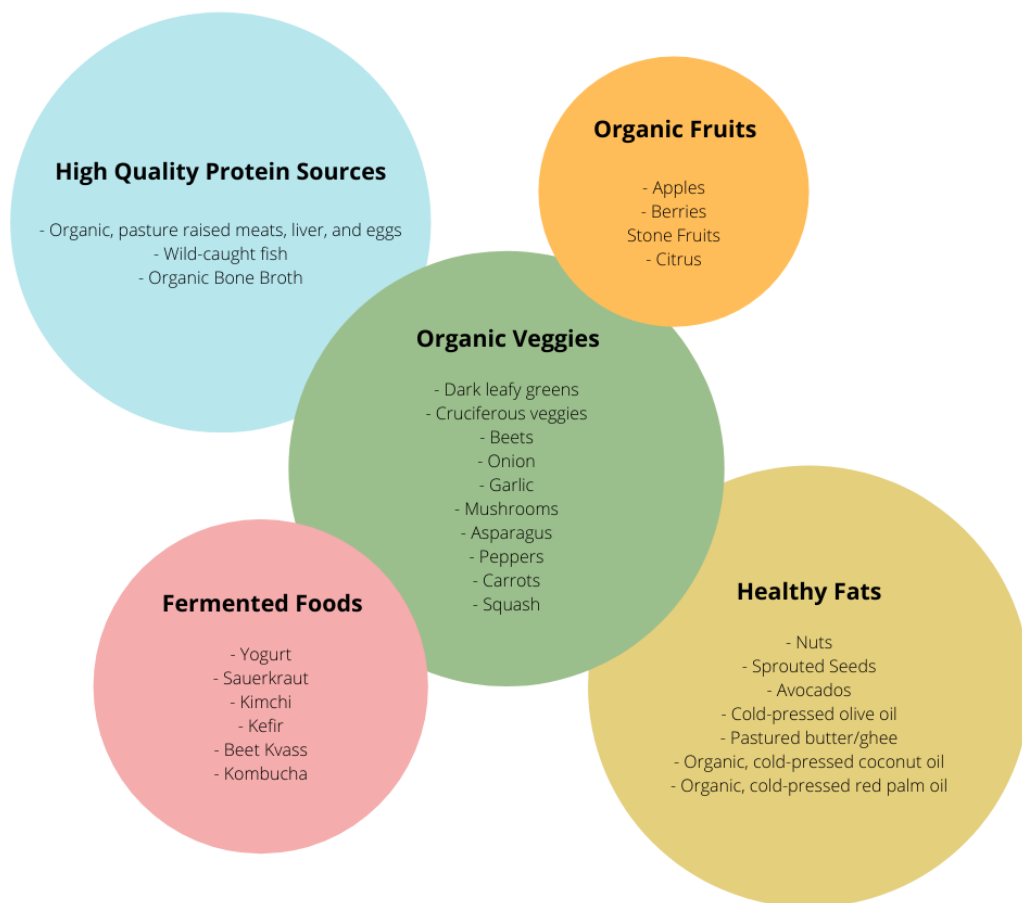 High Quality Protein Sources
- Organic, pasture raised meats, liver, and eggs
- Wild-caught fish
- Organic Bone Broth
Organic Fruits
- Apples
- Berries
Stone Fruits
- Citrus
Organic Veggies
- Dark leafy greens
- Cruciferous veggies
- Beets
- Onion
- Garlic
- Mushrooms
- Asparagus
- Peppers
- Carrots
- Squash
Fermented Foods
- Yogurt
- Sauerkraut
- Kimchi
- Kefir
- Beet Kvass
- Kombucha
Healthy Fats
- Nuts
- Sprouted Seeds
- Avocados
- Cold-pressed olive oil
- Pastured butter/ghee
- Organic, cold-pressed coconut oil
- Organic, cold-pressed red palm oil